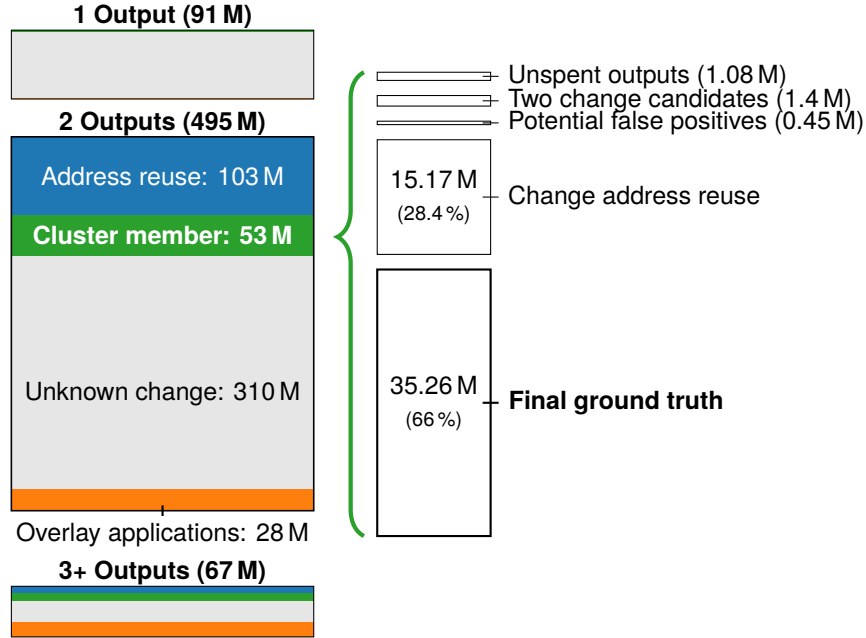 1 Output (91 M)
2 Outputs (495 M)
Address reuse: 103 M
Cluster member: 53 M
Unknown change: 310 M
Overlay applications: 28 M
3+ Outputs (67 M)
Unspent outputs (1.08 M)
Two change candidates (1.4 M)
Potential false positives (0.45 M)
15.17 M
(28.4 %)
Change address reuse
35.26 M
(66 %)
Final ground truth